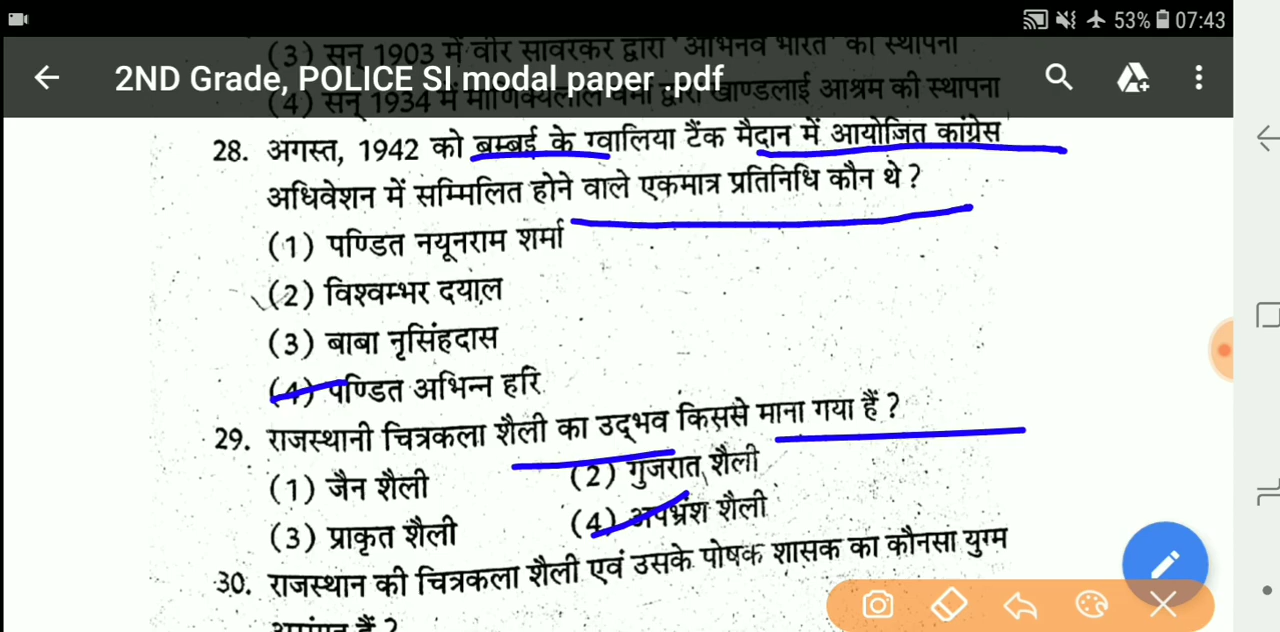 53% 07:43
(3) सन् 1903 में वीर सावरकर द्वारा 'अभिनव भारत' की स्थापना
2ND Grade, POLICE SI modal paper .pdf
(4) सन् 1934 में माणिक्यलाल वर्मा द्वारा खाण्डलाई आश्रम की स्थापना
28. अगस्त, 1942 को बम्बई के ग्वालिया टैंक मैदान में आयोजित कांग्रेस
अधिवेशन में सम्मिलित होने वाले एकमात्र प्रतिनिधि कौन थे ?
(1) पण्डित नयूनराम शर्मा
(2) विश्वम्भर दयाल
(3) बाबा नृसिंहदास
(4) पण्डित अभिन्न हरि
29. राजस्थानी चित्रकला शैली का उद्भव किससे माना गया हैं ?
(1) जैन शैली (2) गुजरात शैली
(3) प्राकृत शैली (4) अपभ्रंश शैली
30. राजस्थान की चित्रकला शैली एवं उसके पोषक शासक का कौनसा युग्म